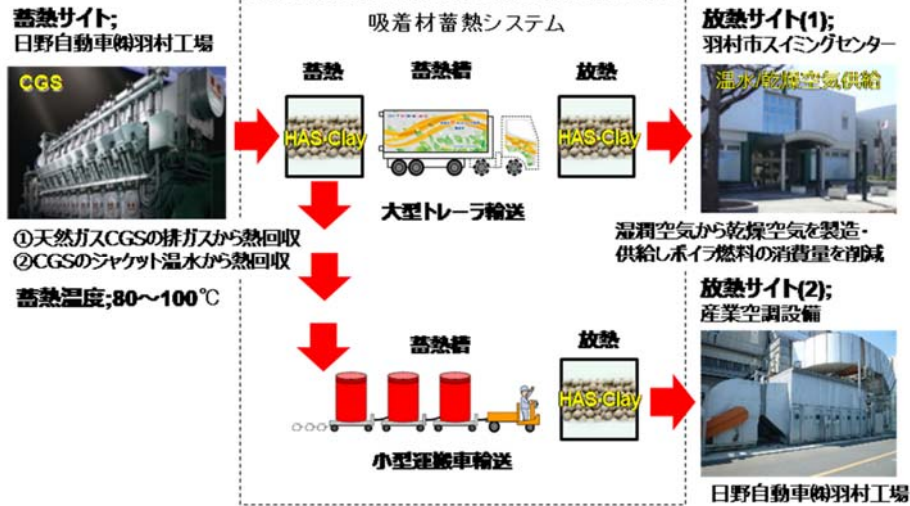 蓄熱サイト;
日野自動車㈱羽村工場
CGS
①天然ガスCGSの排ガスから熱回収
②CGSのジャケット温水から熱回収
蓄熱温度;80～100℃
吸着材蓄熱システム
蓄熱
蓄熱槽
放熱
HAS-Clay
HAS-Clay
大型トレーラ輸送
蓄熱槽
放熱
HAS-Clay
小型運搬車輸送
放熱サイト(1);
羽村市スイミングセンター
温水/乾燥空気供給
湿潤空気から乾燥空気を製造・
供給しボイラ燃料の消費量を削減
放熱サイト(2);
産業空調設備
日野自動車㈱羽村工場